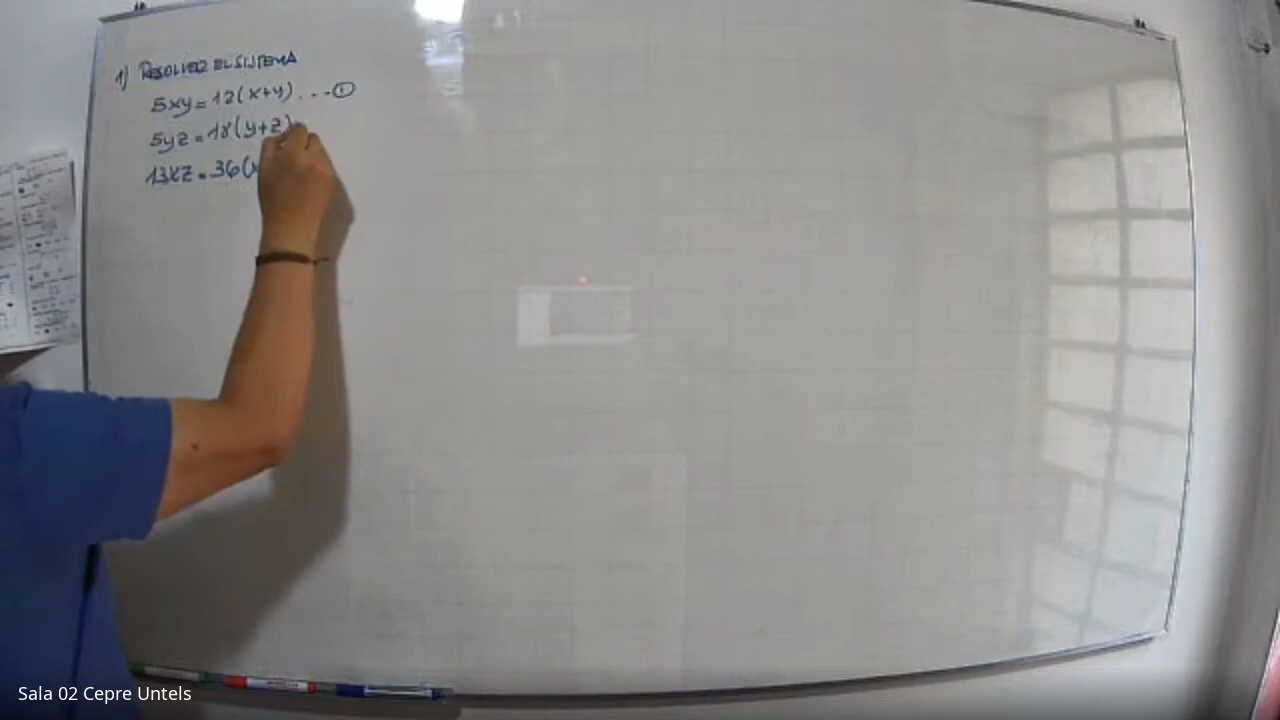 1) RESOLVER EL SISTEMA
5xy = 12(x+y) ...①
5yz = 18(y+z)
13xz = 36(x
Sala 02 Cepre Untels